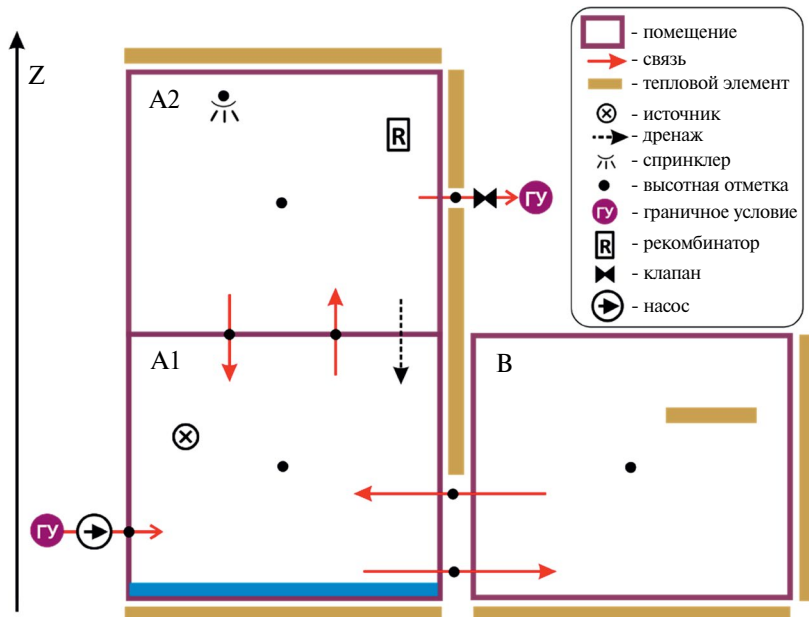 Z
A2
R
ГУ
A1
B
ГУ
- помещение
- связь
- тепловой элемент
- источник
- дренаж
- спринклер
- высотная отметка
ГУ - граничное условие
R - рекомбинатор
- клапан
- насос